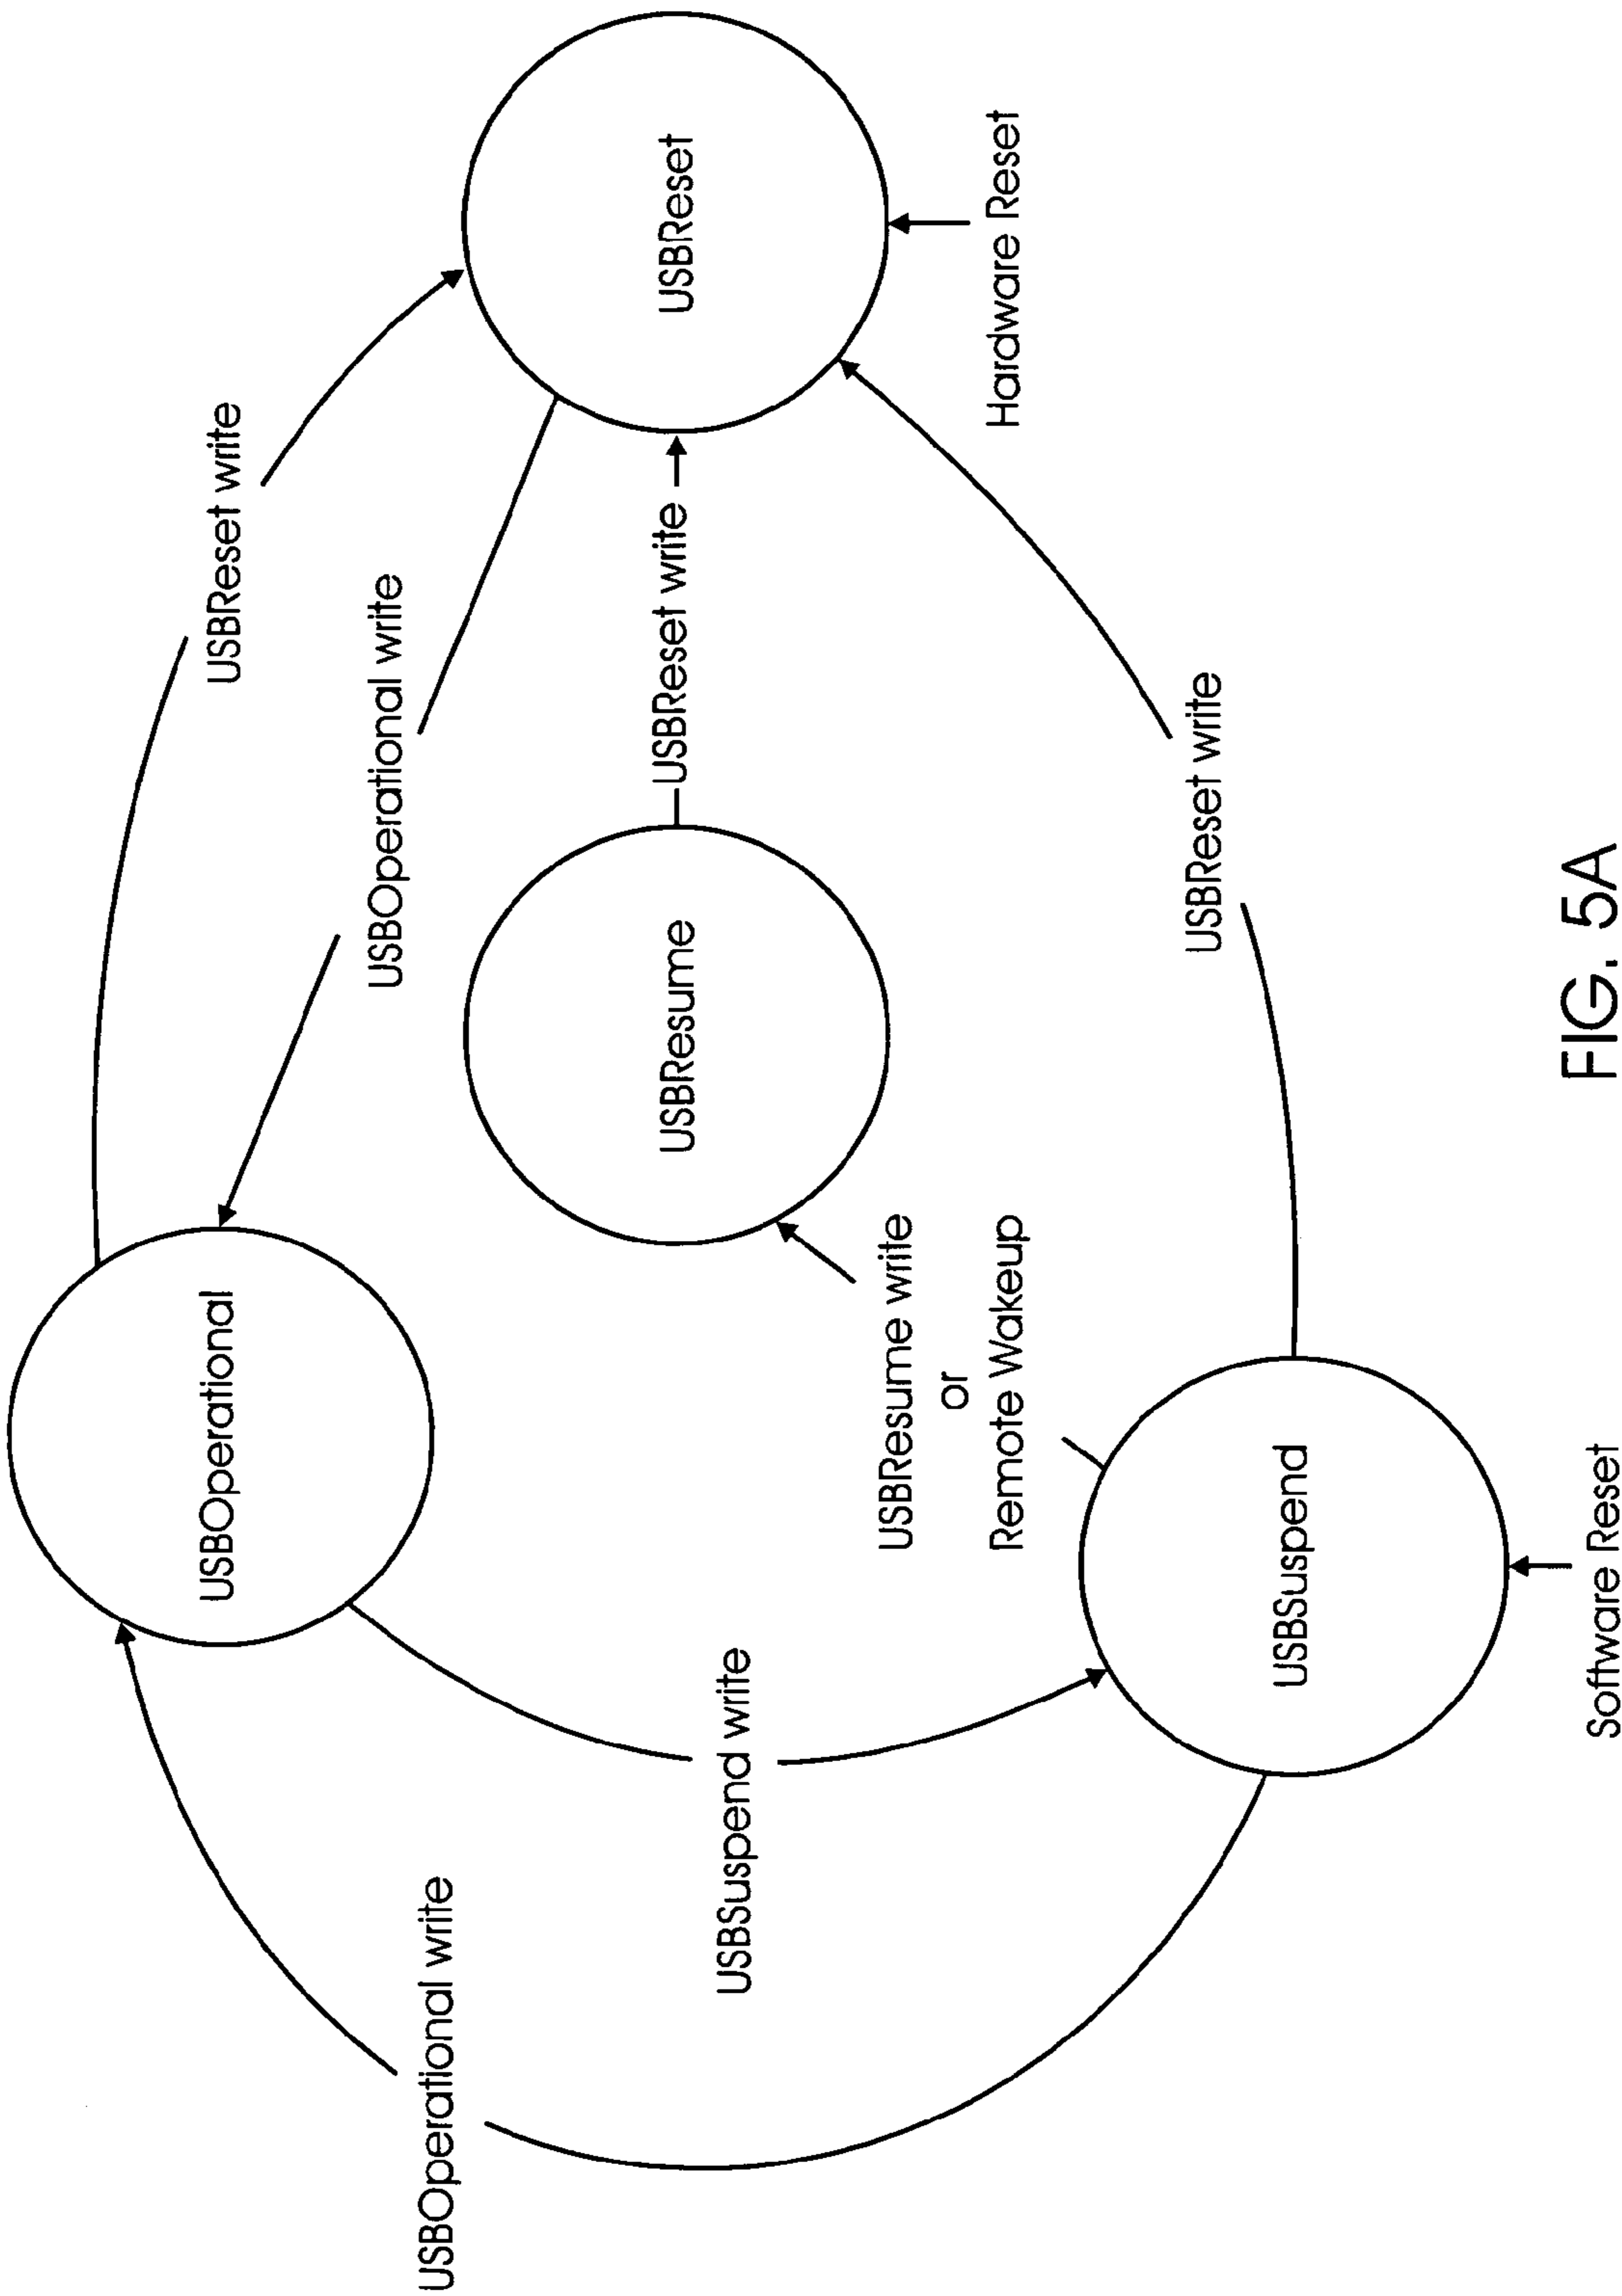 USBOperational
USBReset write
USBOperational write
USBOperational write
USBResume
USBReset write
USBReset
USBSuspend write
USBResume write
or
Remote Wakeup
Hardware Reset
USBReset write
USBSuspend
Software Reset
FIG. 5A